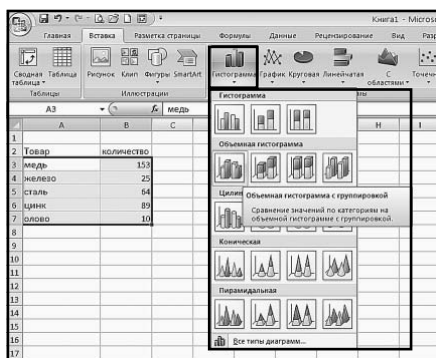 Книга1 - Microsoft
Главная Вставка Разметка страницы Формулы Данные Рецензирование Вид Разр
Сводная таблица Таблица Рисунок Клип Фигуры SmartArt Гистограмма График Круговая Линейчатая С областями Точечн
Таблицы Иллюстрации мы
A3 fx медь
Гистограмма
A B C H I
1
2 Товар количество
3 медь 153
4 железо 25
5 сталь 64
6 цинк 89
7 олово 10
8
9
10
11
12
13
14
15
16
17
Объемная гистограмма
Цилин
Объемная гистограмма с группировкой
Сравнение значений по категориям на
объемной гистограмме с группировкой.
Коническая
Пирамидальная
Все типы диаграмм...